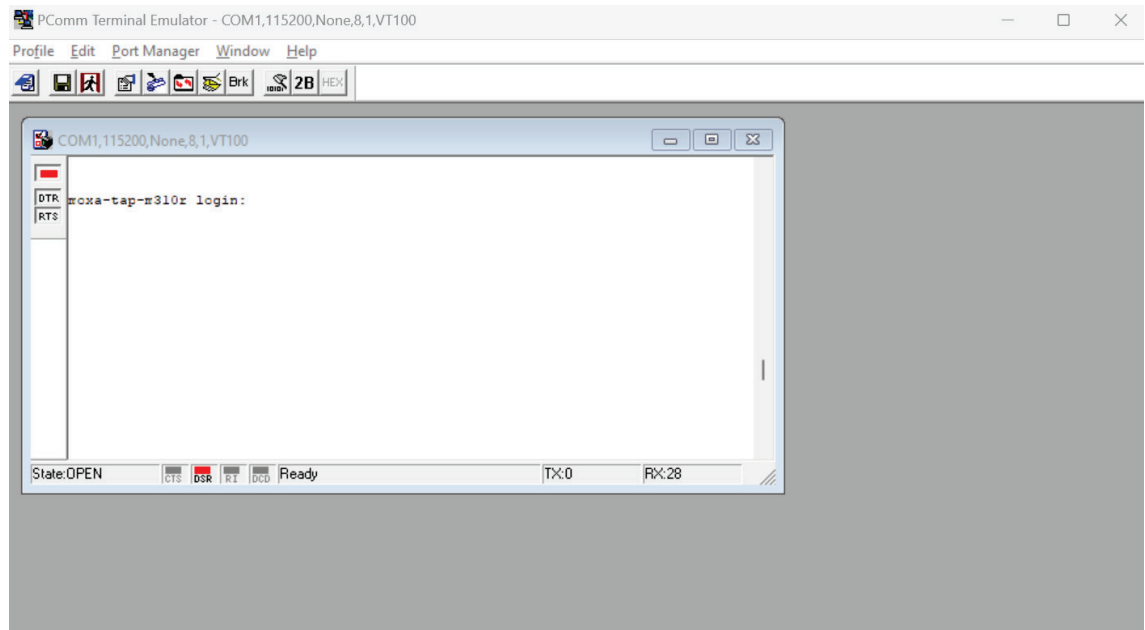 PComm Terminal Emulator - COM1,115200,None,8,1,VT100
Profile Edit Port Manager Window Help
Brk 2B HEX
COM1,115200,None,8,1,VT100
DTR
moxa-tap-m310r login:
RTS
State:OPEN CTS DSR RI DCD Ready TX:0 RX:28